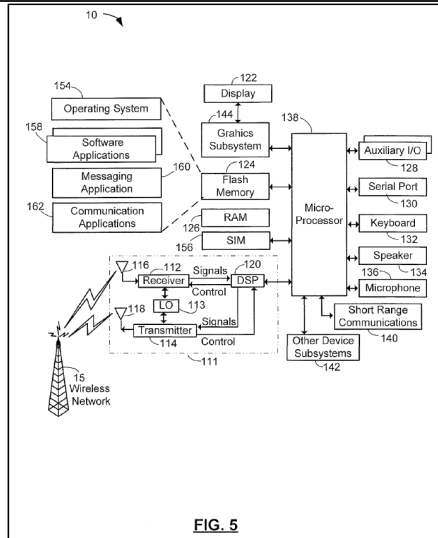 10
154
Operating System
158
Software
Applications
160
Messaging
Application
162
Communication
Applications
122
Display
144
Grahics
Subsystem
124
Flash
Memory
RAM
126
SIM
156
138
Micro-
Processor
Auxiliary I/O
128
Serial Port
130
Keyboard
132
Speaker
134
136
Microphone
Short Range
Communications
140
Other Device
Subsystems
142
116
112
Signals
120
Receiver
DSP
Control
118
LO
113
Signals
Transmitter
114
Control
111
15
Wireless
Network
FIG. 5